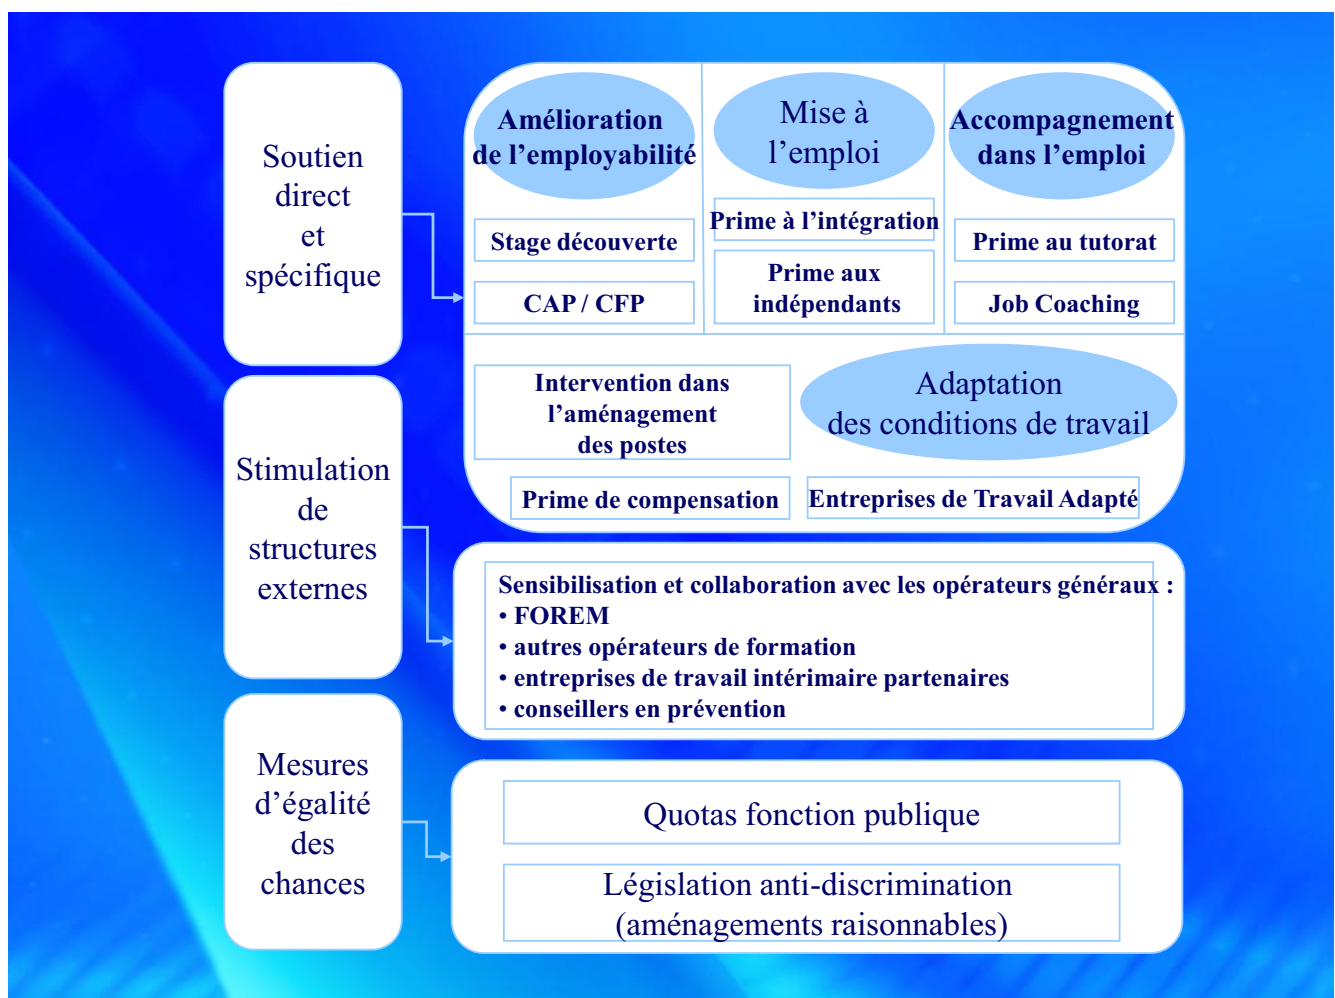 Soutien
direct
et
spécifique
Amélioration
de l’employabilité
Stage découverte
CAP / CFP
Mise à
l’emploi
Prime à l’intégration
Prime aux
indépendants
Accompagnement
dans l’emploi
Prime au tutorat
Job Coaching
Intervention dans
l’aménagement
des postes
Adaptation
des conditions de travail
Prime de compensation
Entreprises de Travail Adapté
Stimulation
de
structures
externes
Sensibilisation et collaboration avec les opérateurs généraux :
• FOREM
• autres opérateurs de formation
• entreprises de travail intérimaire partenaires
• conseillers en prévention
Mesures
d’égalité
des
chances
Quotas fonction publique
Législation anti-discrimination
(aménagements raisonnables)